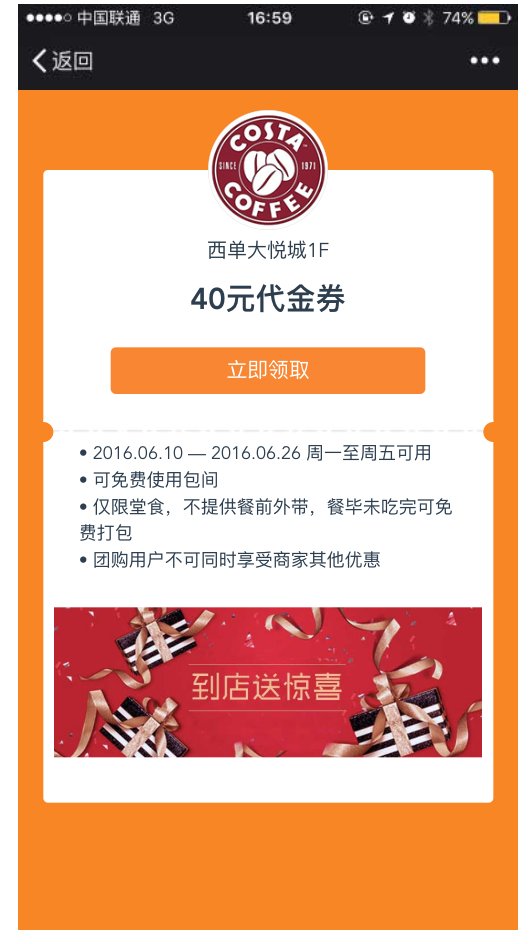 中国联通 3G 16:59 74%
返回
COSTA
SINCE 1971
COFFEE
西单大悦城1F
40元代金券
立即领取
• 2016.06.10 — 2016.06.26 周一至周五可用
• 可免费使用包间
• 仅限堂食，不提供餐前外带，餐毕未吃完可免
费打包
• 团购用户不可同时享受商家其他优惠
到店送惊喜